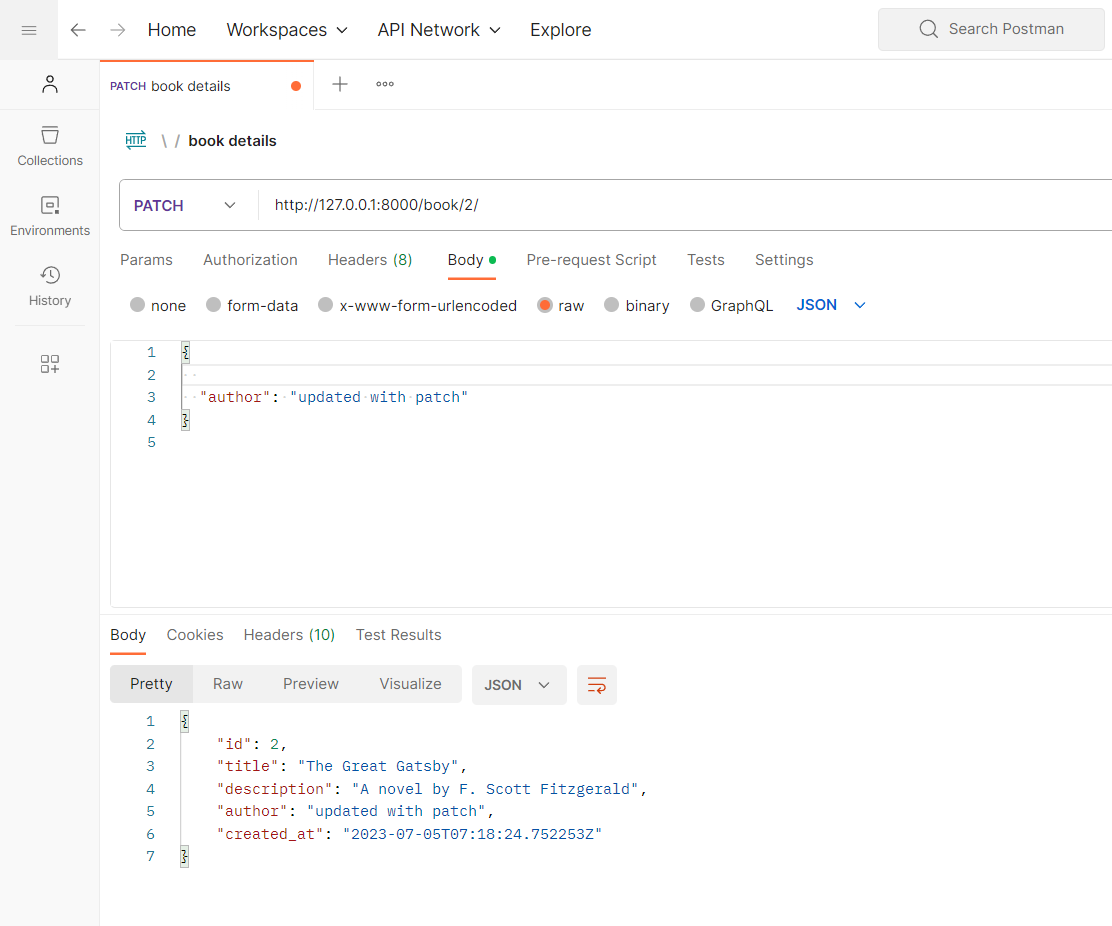 Home Workspaces API Network Explore Search Postman
PATCH book details
Collections
Environments
History
HTTP \ / book details
PATCH http://127.0.0.1:8000/book/2/
Params Authorization Headers (8) Body Pre-request Script Tests Settings
none form-data x-www-form-urlencoded raw binary GraphQL JSON
1 {
2
3 "author": "updated with patch"
4 }
5
Body Cookies Headers (10) Test Results
Pretty Raw Preview Visualize JSON
1 {
2 "id": 2,
3 "title": "The Great Gatsby",
4 "description": "A novel by F. Scott Fitzgerald",
5 "author": "updated with patch",
6 "created_at": "2023-07-05T07:18:24.752253Z"
7 }